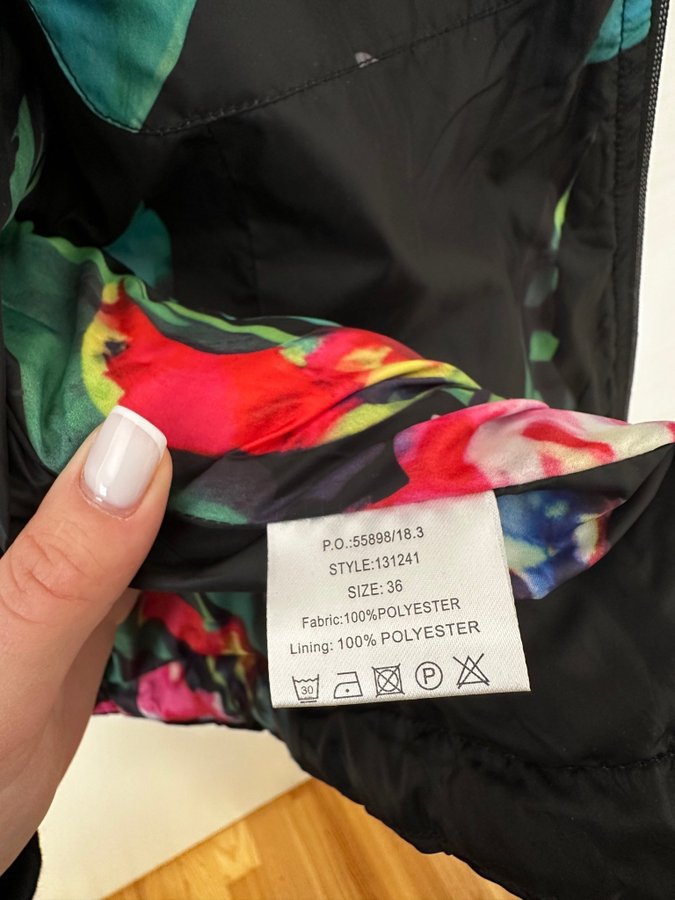 P.O.:55898/18.3
STYLE:131241
SIZE: 36
Fabric:100%POLYESTER
Lining: 100% POLYESTER
30 P